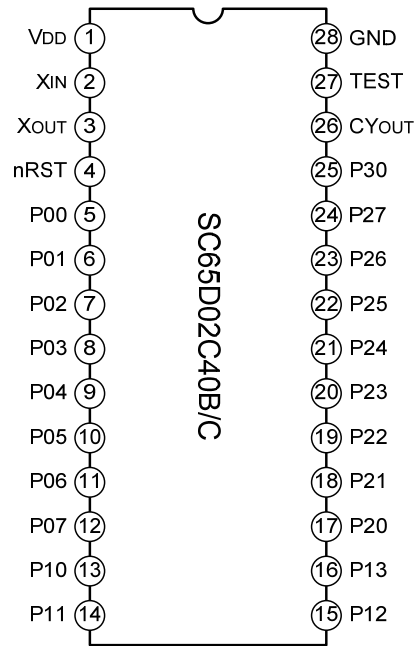 VDD 1 28 GND
XIN 2 27 TEST
XOUT 3 26 CYOUT
nRST 4 25 P30
P00 5 24 P27
P01 6 23 P26
P02 7 22 P25
P03 8 21 P24
P04 9 20 P23
P05 10 19 P22
P06 11 18 P21
P07 12 17 P20
P10 13 16 P13
P11 14 15 P12
SC65D02C40B/C